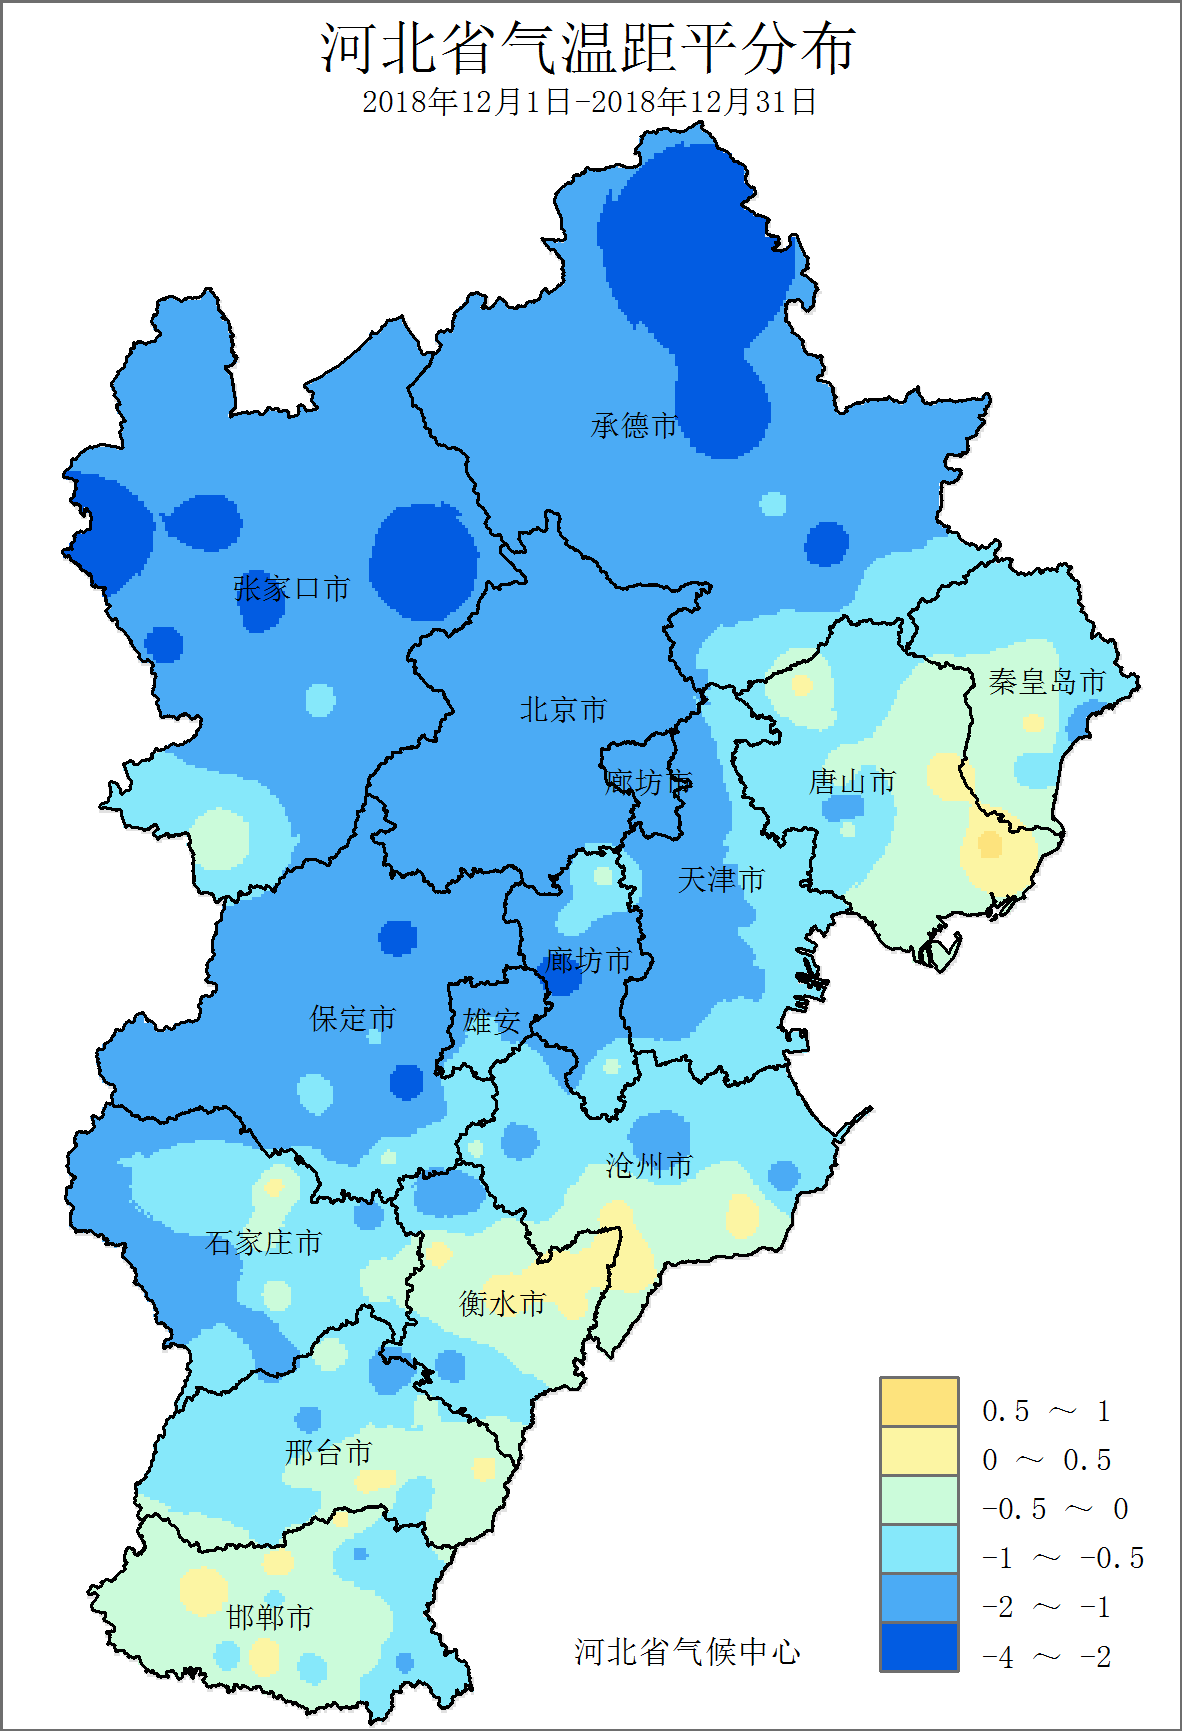 河北省气温距平分布
2018年12月1日-2018年12月31日
承德市
张家口市
秦皇岛市
北京市
廊坊市
唐山市
天津市
廊坊市
保定市
雄安
沧州市
石家庄市
衡水市
邢台市
邯郸市
0.5 ～ 1
0 ～ 0.5
-0.5 ～ 0
-1 ～ -0.5
-2 ～ -1
-4 ～ -2
河北省气候中心